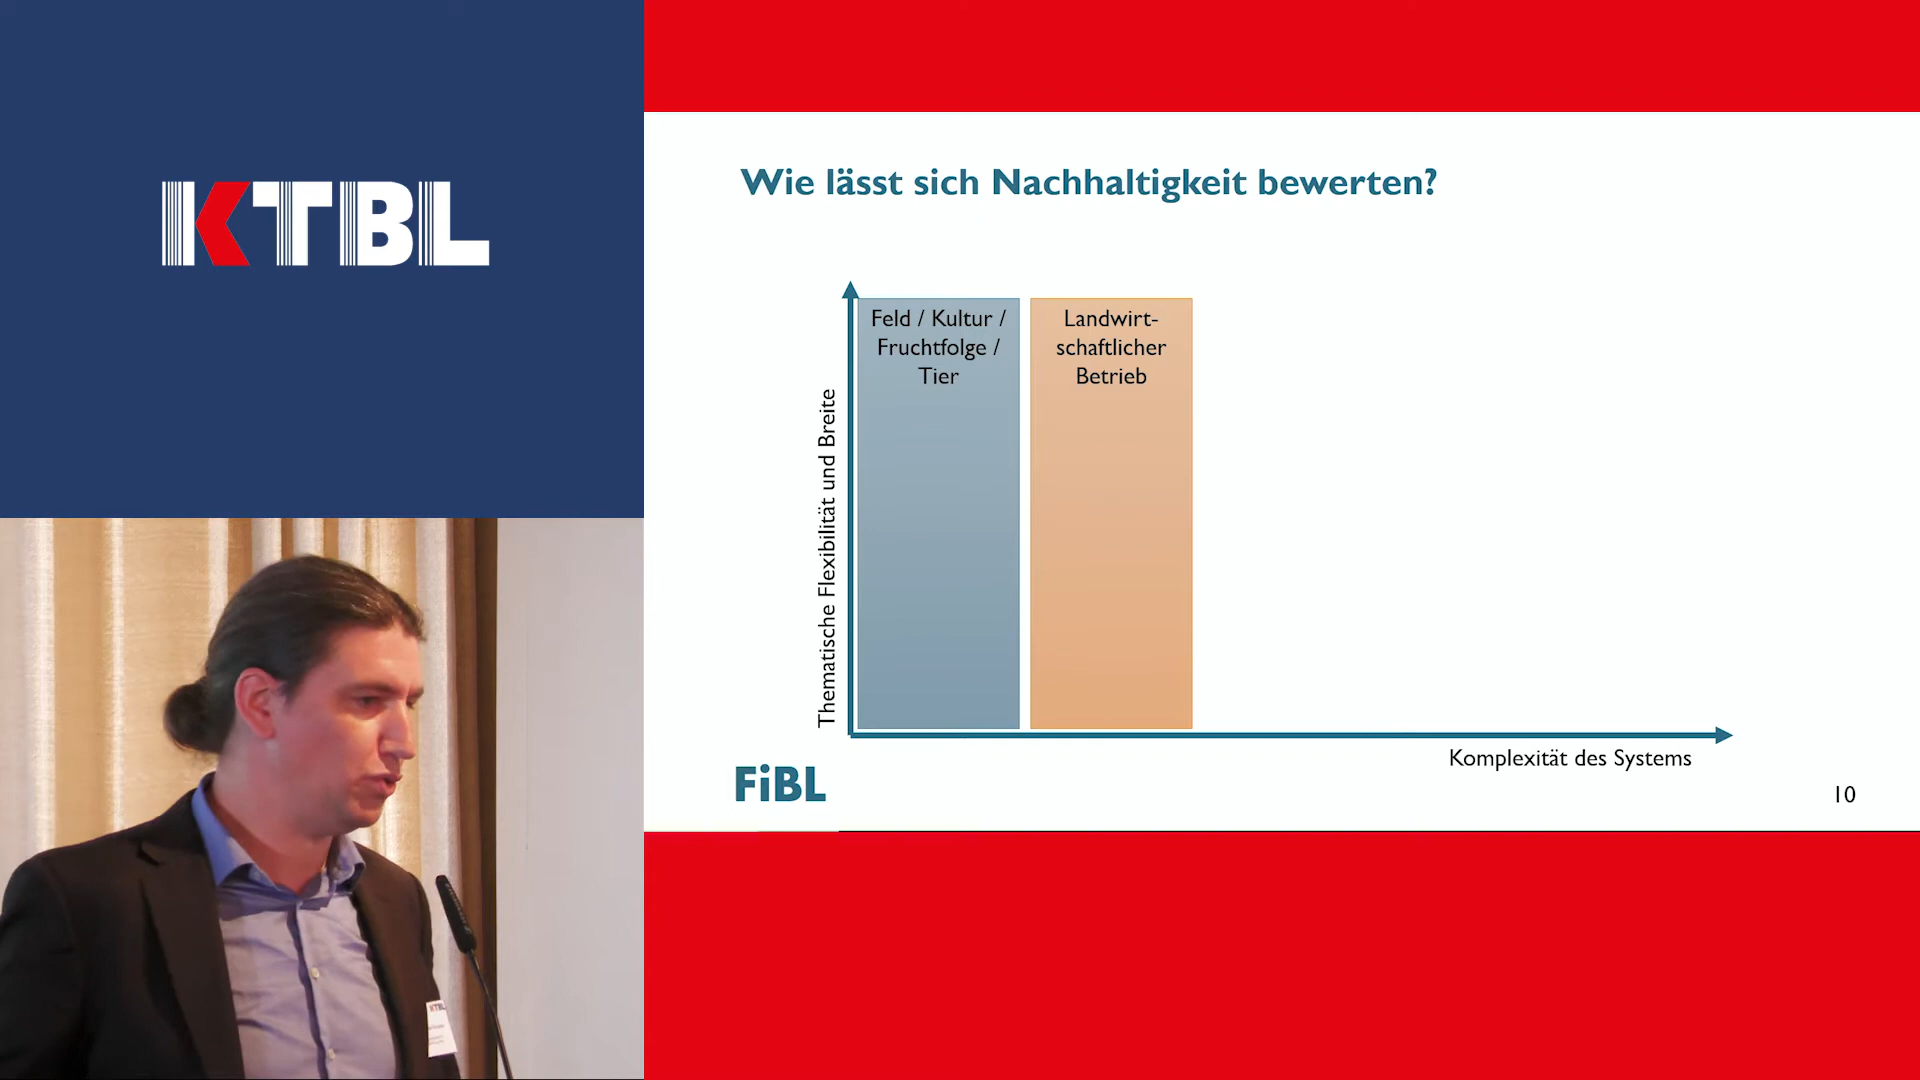 KTBL
Wie lässt sich Nachhaltigkeit bewerten?
Feld / Kultur /
Fruchtfolge /
Tier
Landwirt-
schaftlicher
Betrieb
Thematische Flexibilität und Breite
Komplexität des Systems
FiBL
10
KTBL